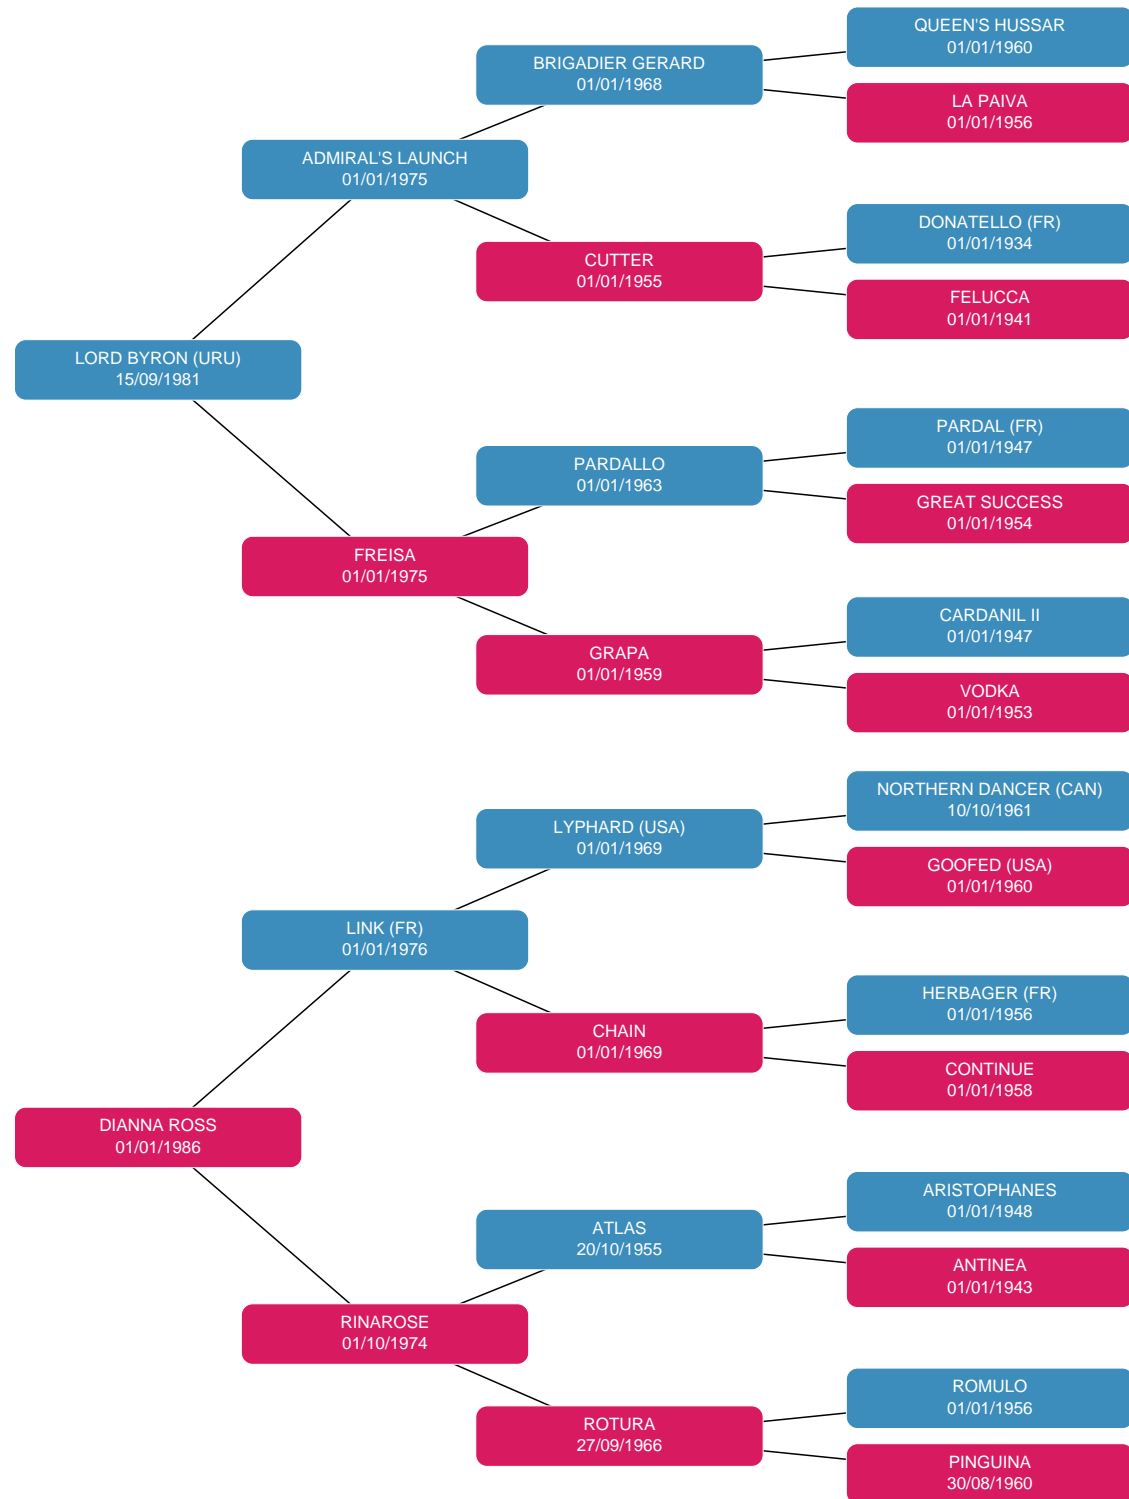 QUEEN'S HUSSAR
01/01/1960
BRIGADIER GERARD
01/01/1968
LA PAIVA
01/01/1956
ADMIRAL'S LAUNCH
01/01/1975
DONATELLO (FR)
01/01/1934
CUTTER
01/01/1955
FELUCCA
01/01/1941
LORD BYRON (URU)
15/09/1981
PARDAL (FR)
01/01/1947
PARDALLO
01/01/1963
GREAT SUCCESS
01/01/1954
FREISA
01/01/1975
CARDANIL II
01/01/1947
GRAPA
01/01/1959
VODKA
01/01/1953
NORTHERN DANCER (CAN)
10/10/1961
LYPHARD (USA)
01/01/1969
GOOFED (USA)
01/01/1960
LINK (FR)
01/01/1976
HERBAGER (FR)
01/01/1956
CHAIN
01/01/1969
CONTINUE
01/01/1958
DIANNA ROSS
01/01/1986
ARISTOPHANES
01/01/1948
ATLAS
20/10/1955
ANTINEA
01/01/1943
RINAROSE
01/10/1974
ROMULO
01/01/1956
ROTURA
27/09/1966
PINGUINA
30/08/1960